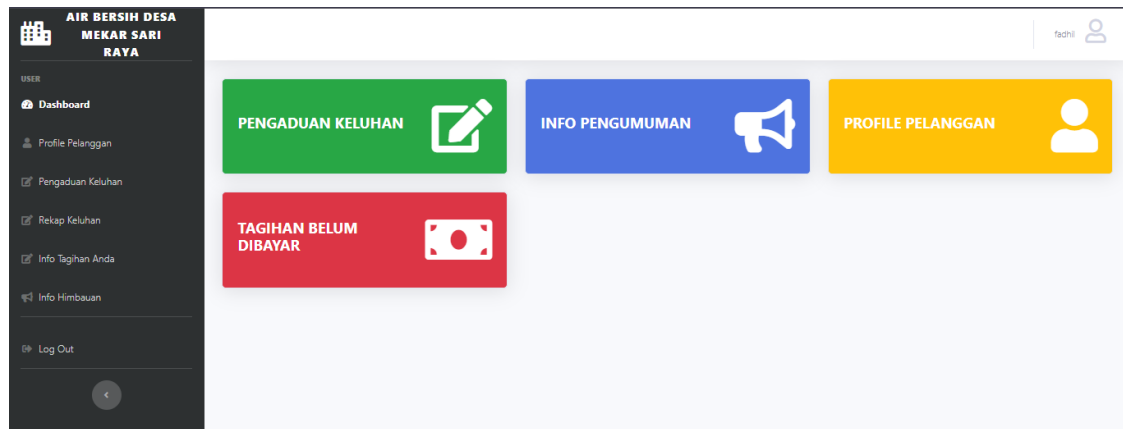 AIR BERSIH DESA
MEKAR SARI
RAYA
fadhil
USER
Dashboard
Profile Pelanggan
Pengaduan Keluhan
Rekap Keluhan
Info Tagihan Anda
Info Himbauan
Log Out
PENGADUAN KELUHAN
INFO PENGUMUMAN
PROFILE PELANGGAN
TAGIHAN BELUM
DIBAYAR